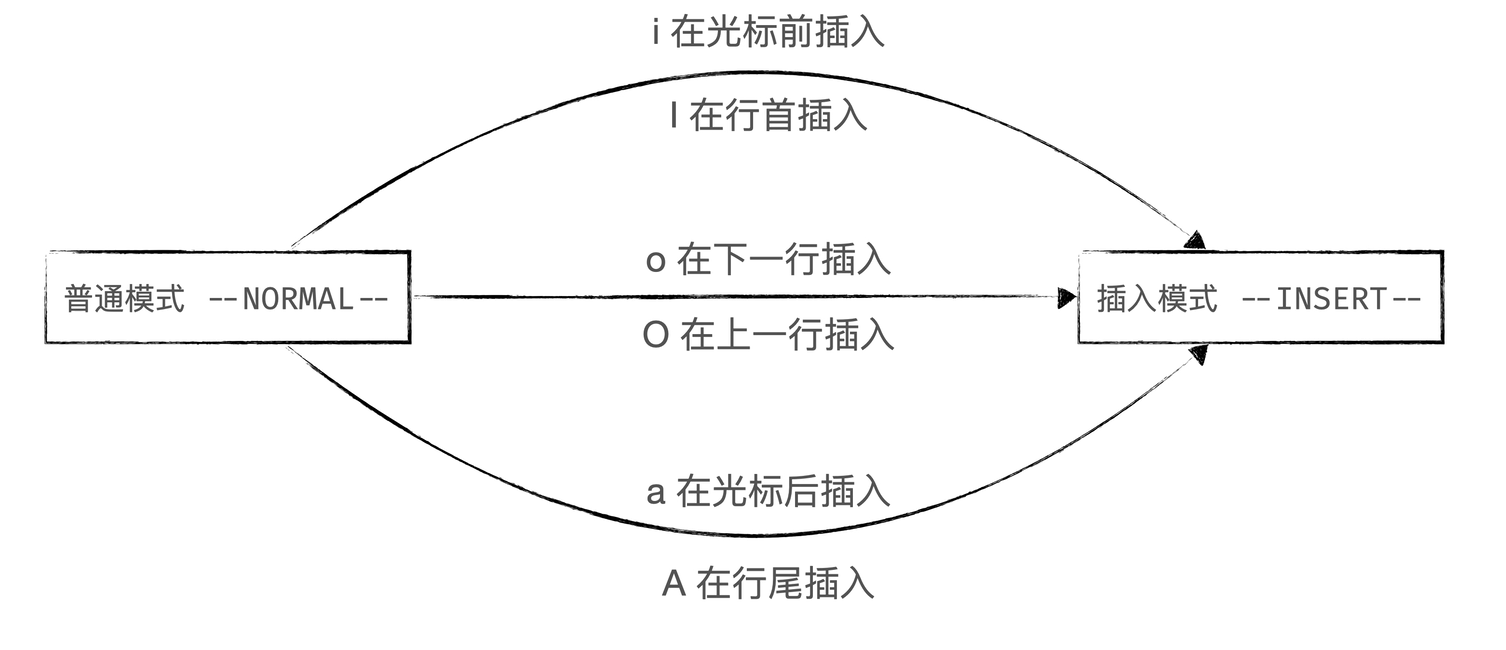 i 在光标前插入
I 在行首插入
o 在下一行插入
普通模式 --NORMAL--
插入模式 --INSERT--
O 在上一行插入
a 在光标后插入
A 在行尾插入